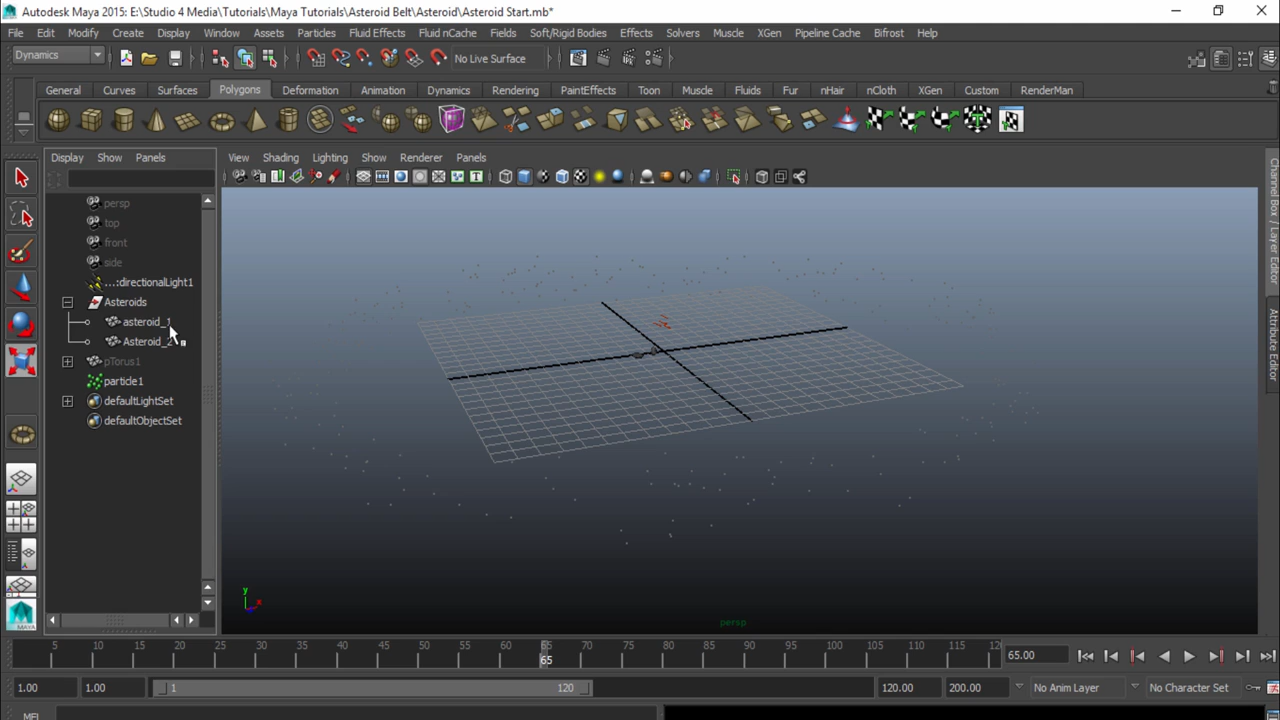 Autodesk Maya 2015: E:\Studio 4 Media\Tutorials\Maya Tutorials\Asteroid Belt\Asteroid\Asteroid Start.mb*
File Edit Modify Create Display Window Assets Particles Fluid Effects Fluid nCache Fields Soft/Rigid Bodies Effects Solvers Muscle XGen Pipeline Cache Bifrost Help
Dynamics No Live Surface
General Curves Surfaces Polygons Deformation Animation Dynamics Rendering PaintEffects Toon Muscle Fluids Fur nHair nCloth XGen Custom RenderMan
Display Show Panels View Shading Lighting Show Renderer Panels
persp
top
front
side
...:directionalLight1
Asteroids
asteroid_1
Asteroid_2
pTorus1
particle1
defaultLightSet
defaultObjectSet
Channel Box / Layer Editor
Attribute Editor
y
x
persp
MAYA
5 10 15 20 25 30 35 40 45 50 55 60 65 70 75 80 85 90 95 100 105 110 115 120
65
65.00
1.00 1.00 1 120 120.00 200.00 No Anim Layer No Character Set
MEL